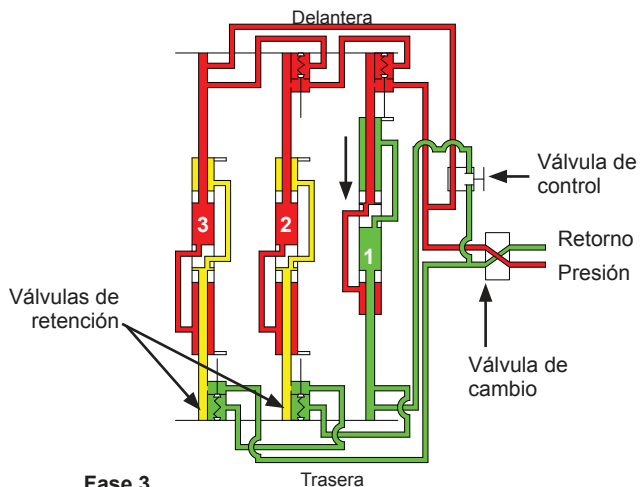 Delantera
Válvula de
control
3
2
1
Retorno
Presión
Válvulas de
retención
Válvula de
cambio
Fase 3
Trasera